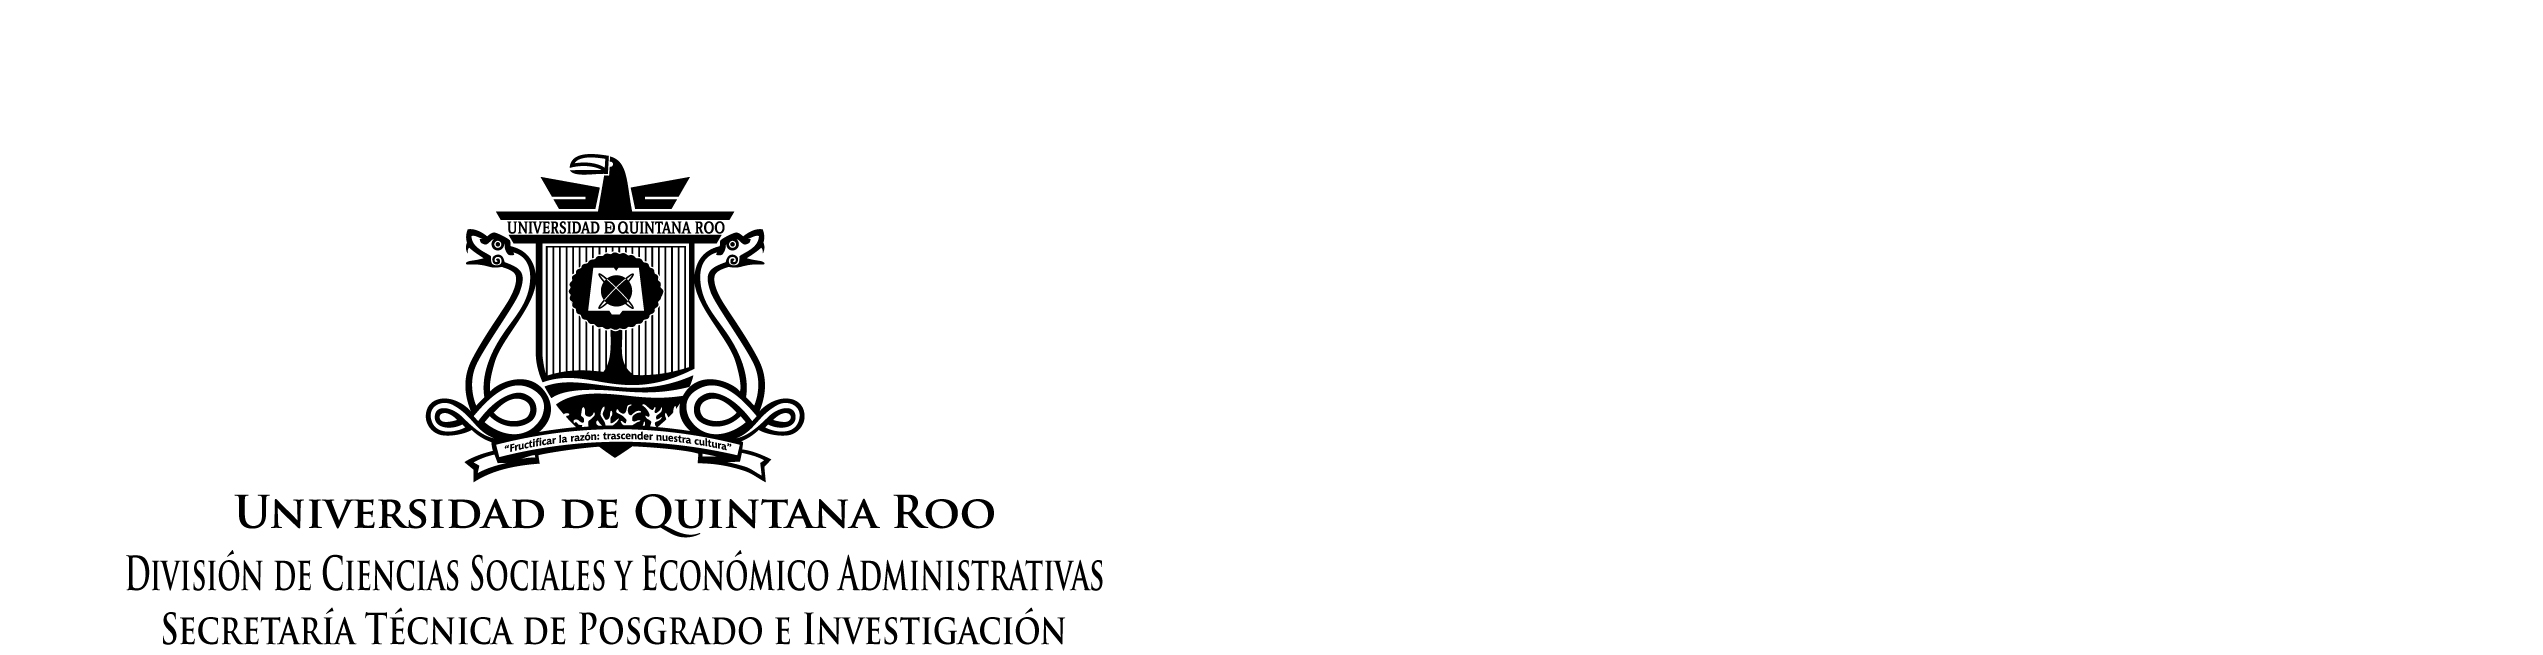 UNIVERSIDAD DE QUINTANA ROO
"Fructificar la razón: trascender nuestra cultura"
UNIVERSIDAD DE QUINTANA ROO
DIVISIÓN DE CIENCIAS SOCIALES Y ECONÓMICO ADMINISTRATIVAS
SECRETARÍA TÉCNICA DE POSGRADO E INVESTIGACIÓN